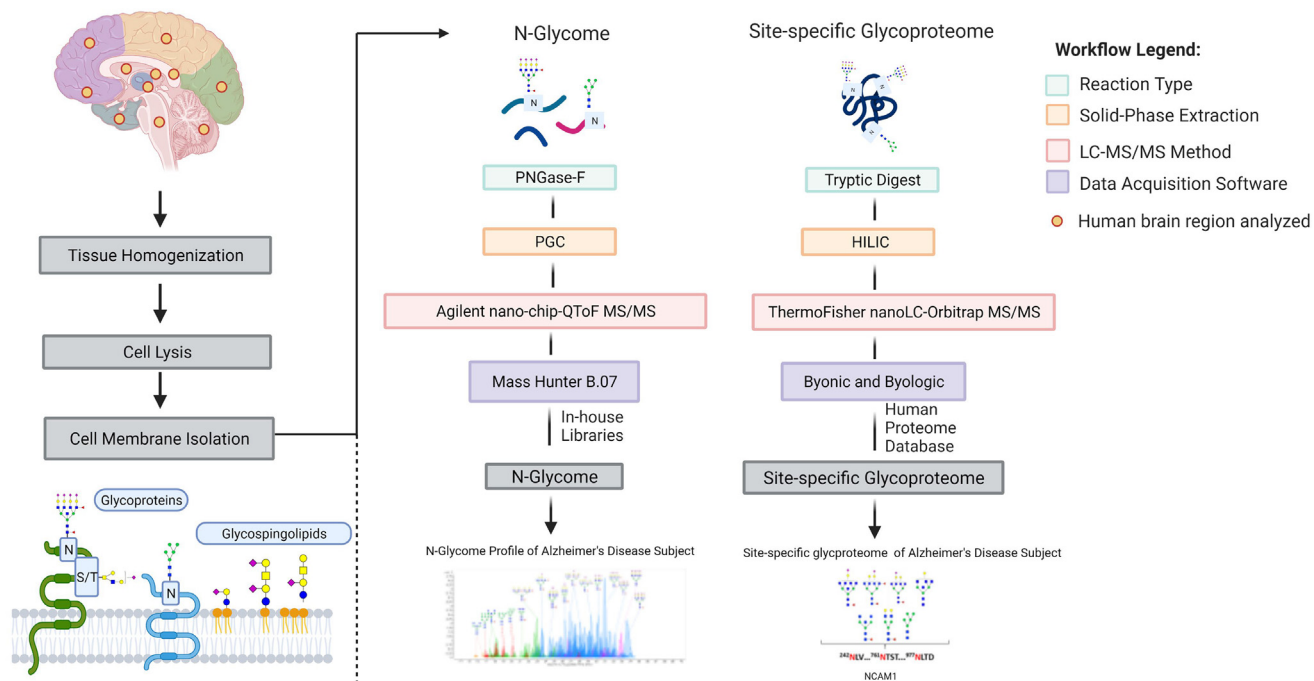 Tissue Homogenization
Cell Lysis
Cell Membrane Isolation
Glycoproteins
Glycospingolipids
N
S/T
N
N-Glycome
N
N
PNGase-F
PGC
Agilent nano-chip-QToF MS/MS
Mass Hunter B.07
In-house
Libraries
N-Glycome
N-Glycome Profile of Alzheimer's Disease Subject
Site-specific Glycoproteome
N
N
N
Tryptic Digest
HILIC
ThermoFisher nanoLC-Orbitrap MS/MS
Byonic and Byologic
Human
Proteome
Database
Site-specific Glycoproteome
Site-specific glycproteome of Alzheimer's Disease Subject
²⁴²NLV...⁷⁶¹NTST...⁹⁷⁷NLTD
NCAM1
Workflow Legend:
Reaction Type
Solid-Phase Extraction
LC-MS/MS Method
Data Acquisition Software
Human brain region analyzed